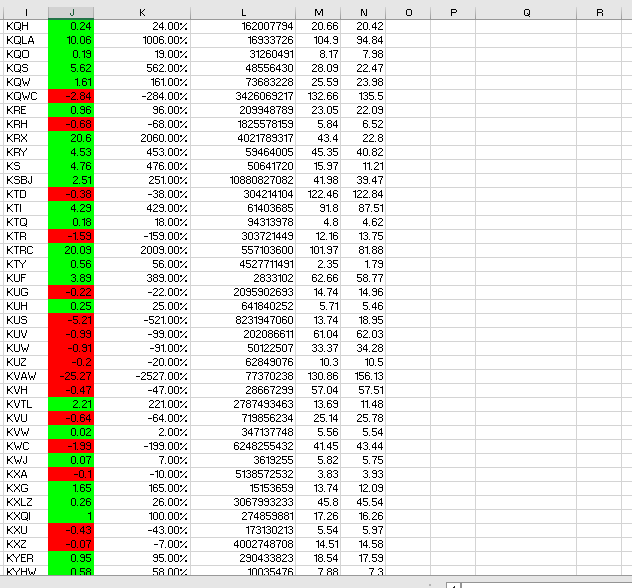 I J K L M N O P Q R
KQH 0.24 24.00% 162007794 20.66 20.42
KQLA 10.06 1006.00% 16933726 104.9 94.84
KQO 0.19 19.00% 31260491 8.17 7.98
KQS 5.62 562.00% 48556430 28.09 22.47
KQW 1.61 161.00% 73683228 25.59 23.98
KQWC -2.84 -284.00% 3426069217 132.66 135.5
KRE 0.96 96.00% 209948789 23.05 22.09
KRH -0.68 -68.00% 1825578159 5.84 6.52
KRX 20.6 2060.00% 4021789317 43.4 22.8
KRY 4.53 453.00% 59464005 45.35 40.82
KS 4.76 476.00% 50641720 15.97 11.21
KSBJ 2.51 251.00% 10880827082 41.98 39.47
KTD -0.38 -38.00% 304214104 122.46 122.84
KTI 4.29 429.00% 61403685 91.8 87.51
KTQ 0.18 18.00% 94313978 4.8 4.62
KTR -1.59 -159.00% 303721449 12.16 13.75
KTRC 20.09 2009.00% 557103600 101.97 81.88
KTY 0.56 56.00% 4527711491 2.35 1.79
KUF 3.89 389.00% 2833102 62.66 58.77
KUG -0.22 -22.00% 2095902693 14.74 14.96
KUH 0.25 25.00% 641840252 5.71 5.46
KUS -5.21 -521.00% 8231947060 13.74 18.95
KUV -0.99 -99.00% 202086611 61.04 62.03
KUW -0.91 -91.00% 50122507 33.37 34.28
KUZ -0.2 -20.00% 62849076 10.3 10.5
KVAW -25.27 -2527.00% 77370238 130.86 156.13
KVH -0.47 -47.00% 28667299 57.04 57.51
KVTL 2.21 221.00% 2787493463 13.69 11.48
KVU -0.64 -64.00% 719856234 25.14 25.78
KVW 0.02 2.00% 347137748 5.56 5.54
KWC -1.99 -199.00% 6248255432 41.45 43.44
KWJ 0.07 7.00% 3619255 5.82 5.75
KXA -0.1 -10.00% 5138572532 3.83 3.93
KXG 1.65 165.00% 15153659 13.74 12.09
KXLZ 0.26 26.00% 3067993233 45.8 45.54
KXQI 1 100.00% 274859881 17.26 16.26
KXU -0.43 -43.00% 173130213 5.54 5.97
KXZ -0.07 -7.00% 4002748708 14.51 14.58
KYER 0.95 95.00% 290433823 18.54 17.59
KYHW 0.58 58.00% 10035476 7.88 7.3